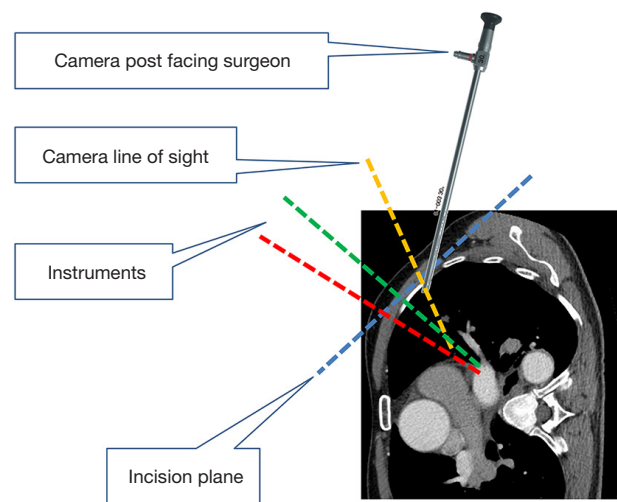 Camera post facing surgeon
Camera line of sight
Instruments
Incision plane